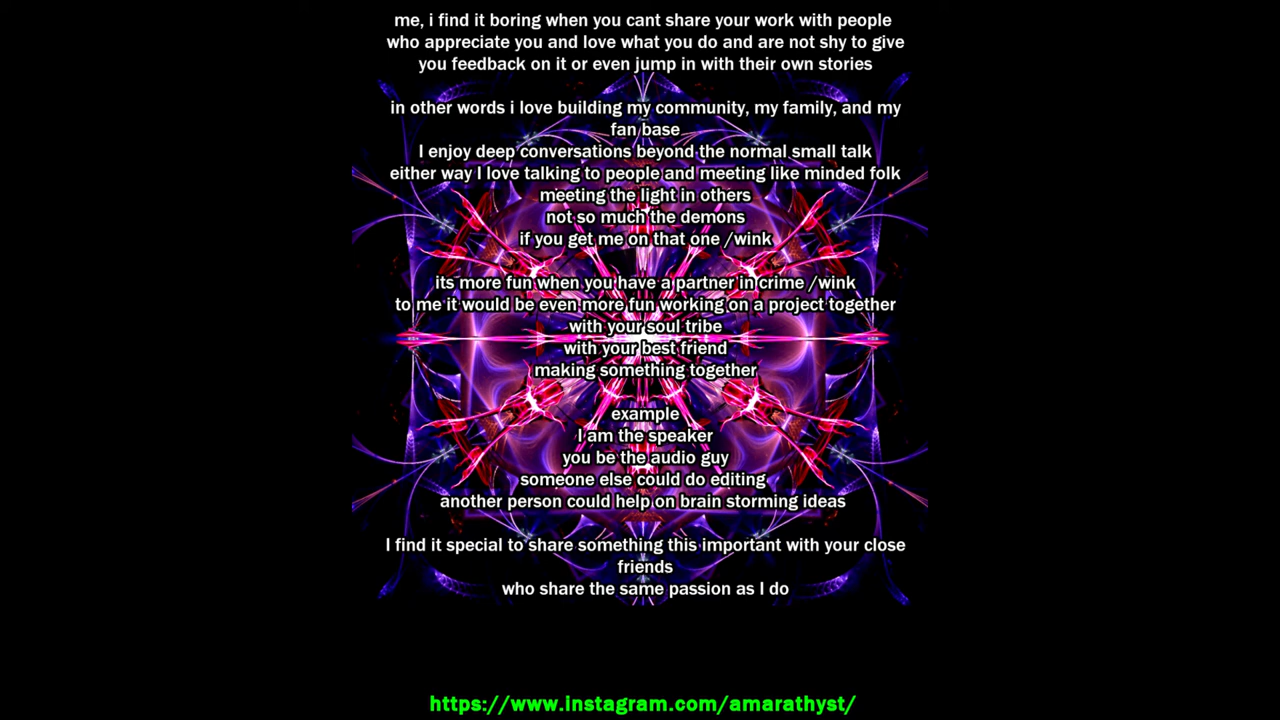 me, i find it boring when you cant share your work with people
who appreciate you and love what you do and are not shy to give
you feedback on it or even jump in with their own stories
in other words i love building my community, my family, and my
fan base
I enjoy deep conversations beyond the normal small talk
either way I love talking to people and meeting like minded folk
meeting the light in others
not so much the demons
if you get me on that one /wink
its more fun when you have a partner in crime /wink
to me it would be even more fun working on a project together
with your soul tribe
with your best friend
making something together
example
I am the speaker
you be the audio guy
someone else could do editing
another person could help on brain storming ideas
I find it special to share something this important with your close
friends
who share the same passion as I do
https://www.instagram.com/amarathyst/